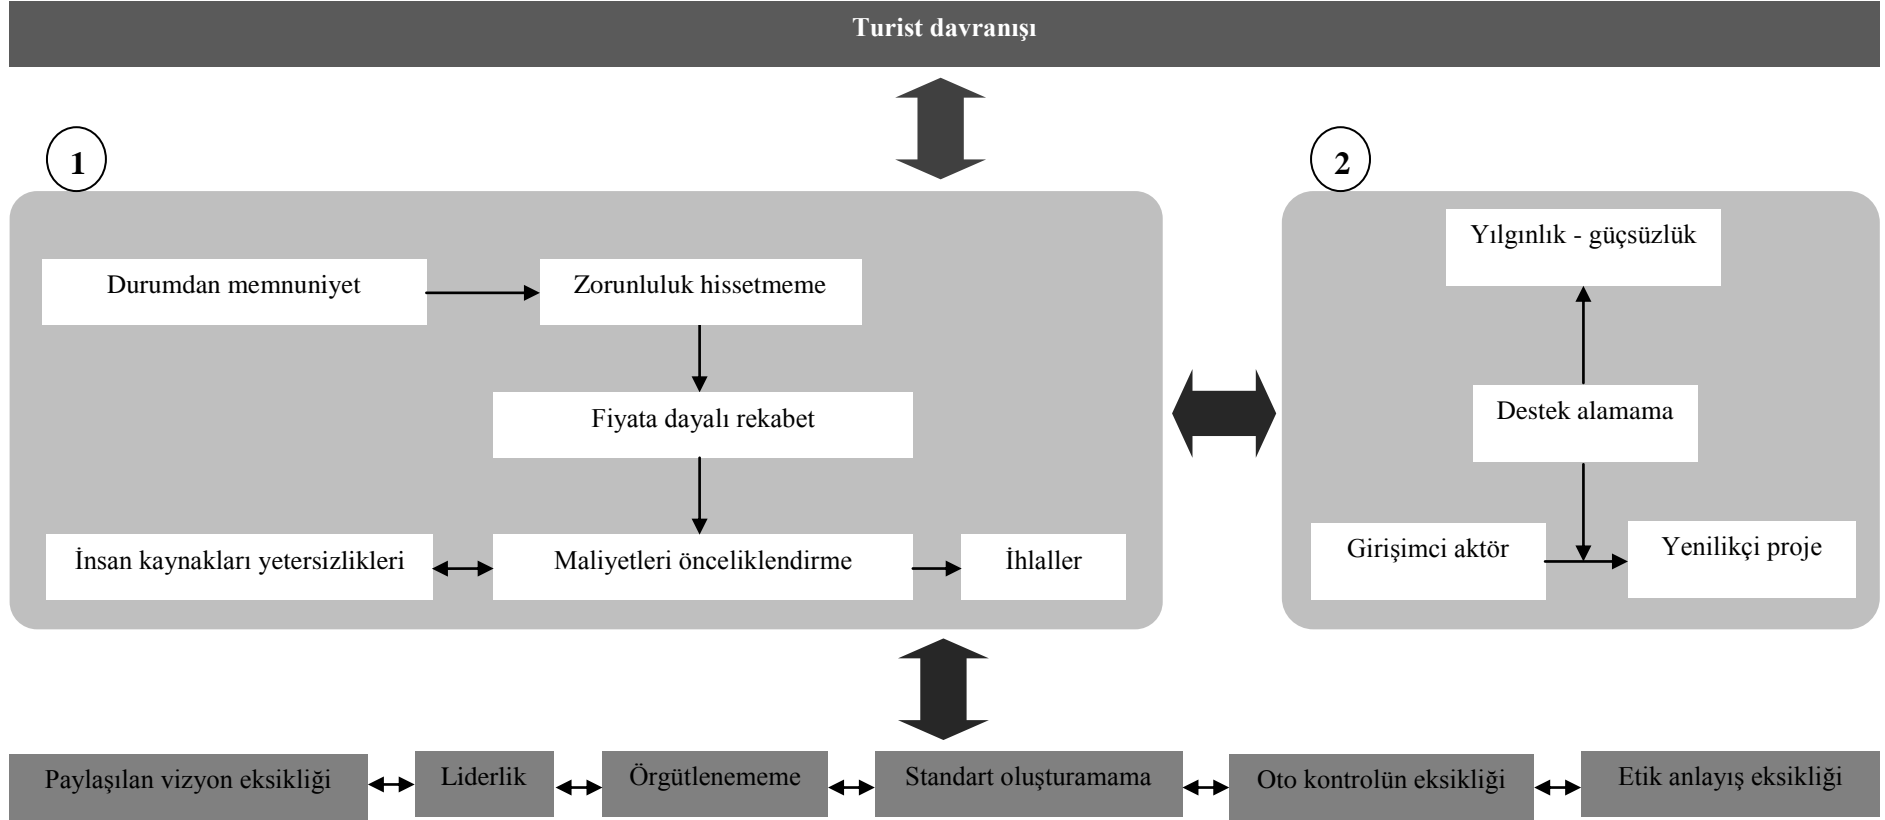 Turist davranışı
1
2
Yılgınlık - güçsüzlük
Durumdan memnuniyet
Zorunluluk hissetmeme
Fiyata dayalı rekabet
Destek alamama
İnsan kaynakları yetersizlikleri
Maliyetleri önceliklendirme
İhlaller
Girişimci aktör
Yenilikçi proje
Paylaşılan vizyon eksikliği
Liderlik
Örgütlenememe
Standart oluşturamama
Oto kontrolün eksikliği
Etik anlayış eksikliği